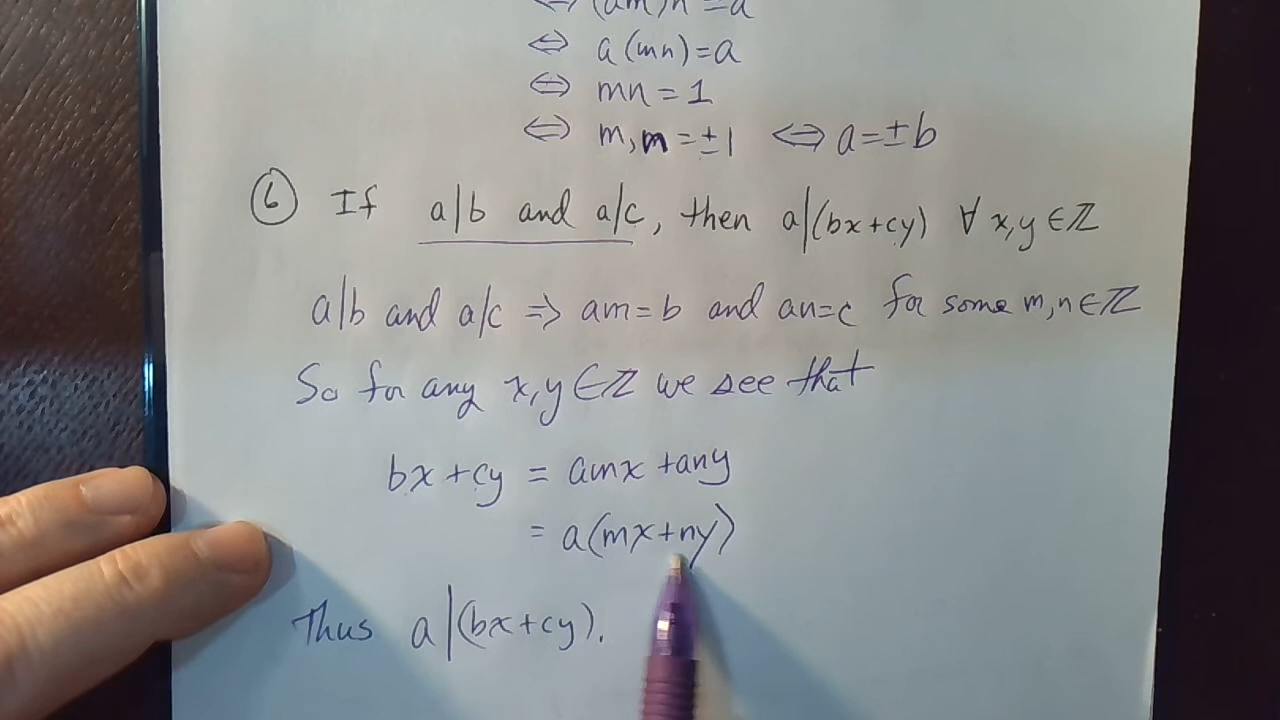 ⇔ (am)n = a
⇔ a(mn) = a
⇔ mn = 1
⇔ m, m = ±1 ⇔ a = ±b
⑥ If a|b and a|c, then a|(bx+cy) ∀ x,y ∈ ℤ
a|b and a|c ⇒ am = b and an = c for some m,n ∈ ℤ
So for any x,y ∈ ℤ we see that
bx + cy = amx + any
= a(mx+ny)
Thus a|(bx+cy).